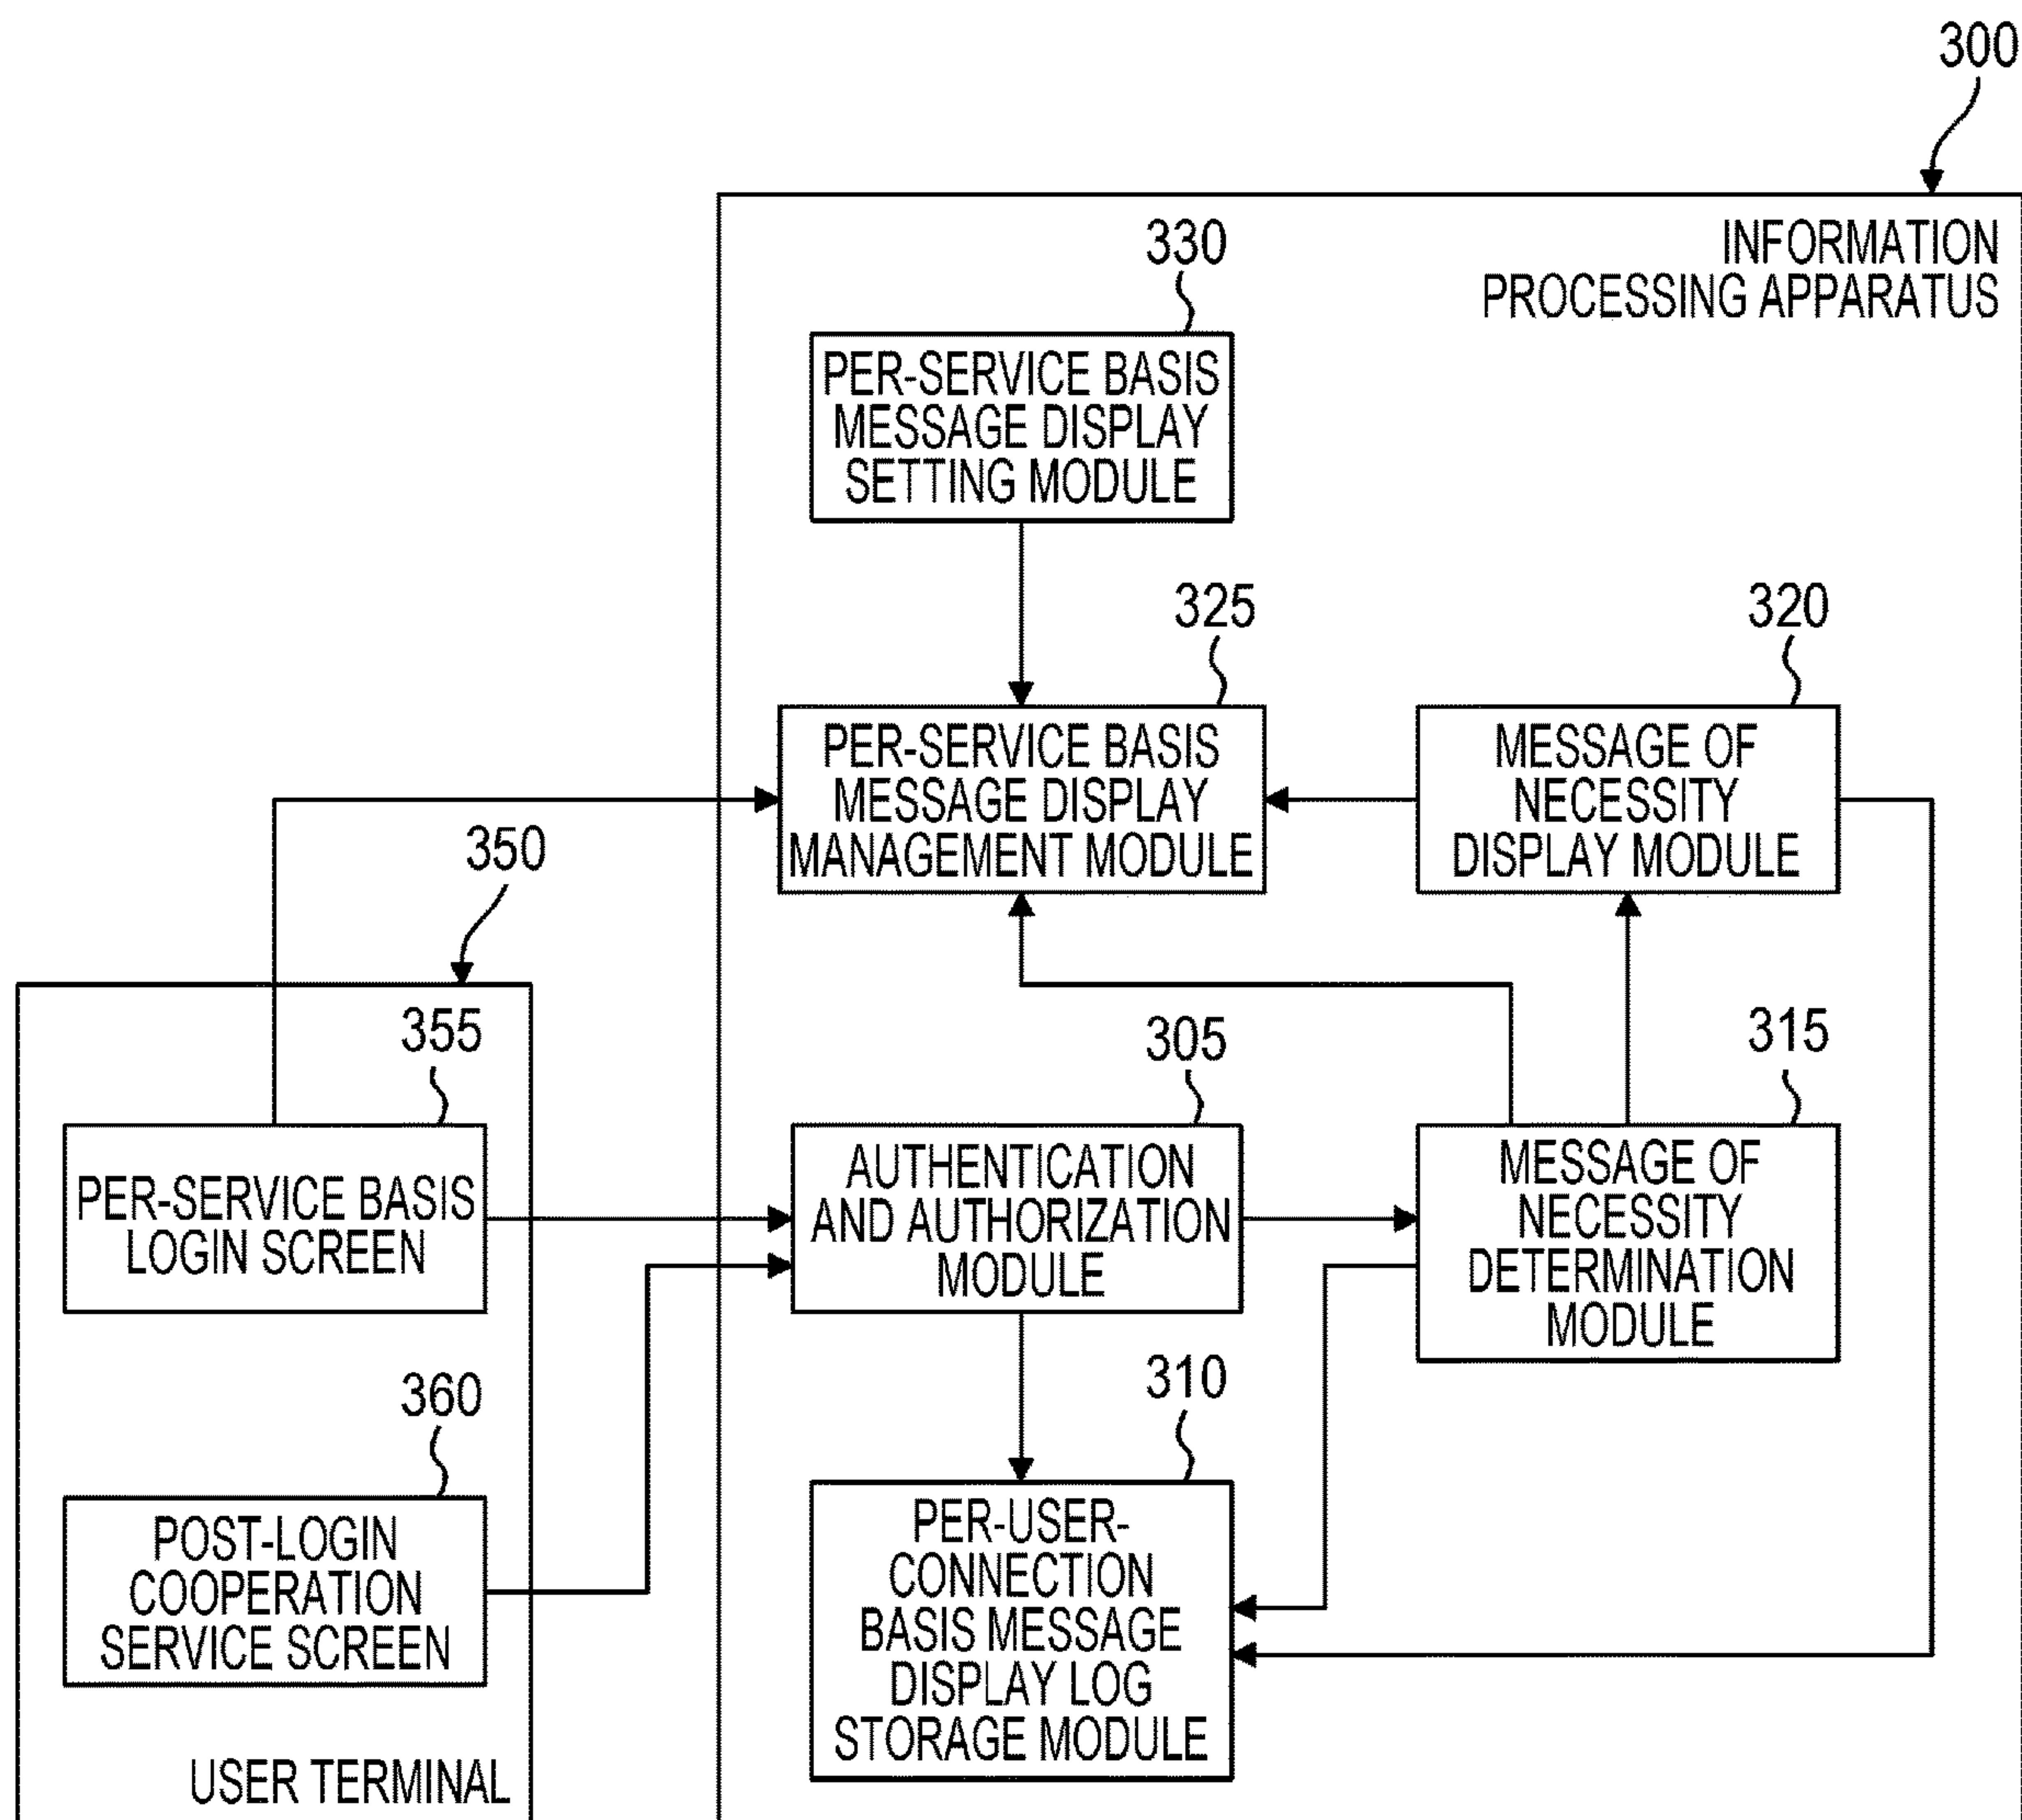 300
INFORMATION
PROCESSING APPARATUS
330
PER-SERVICE BASIS
MESSAGE DISPLAY
SETTING MODULE
325
PER-SERVICE BASIS
MESSAGE DISPLAY
MANAGEMENT MODULE
320
MESSAGE OF
NECESSITY
DISPLAY MODULE
350
355
PER-SERVICE BASIS
LOGIN SCREEN
305
AUTHENTICATION
AND AUTHORIZATION
MODULE
315
MESSAGE OF
NECESSITY
DETERMINATION
MODULE
360
POST-LOGIN
COOPERATION
SERVICE SCREEN
310
PER-USER-
CONNECTION
BASIS MESSAGE
DISPLAY LOG
STORAGE MODULE
USER TERMINAL